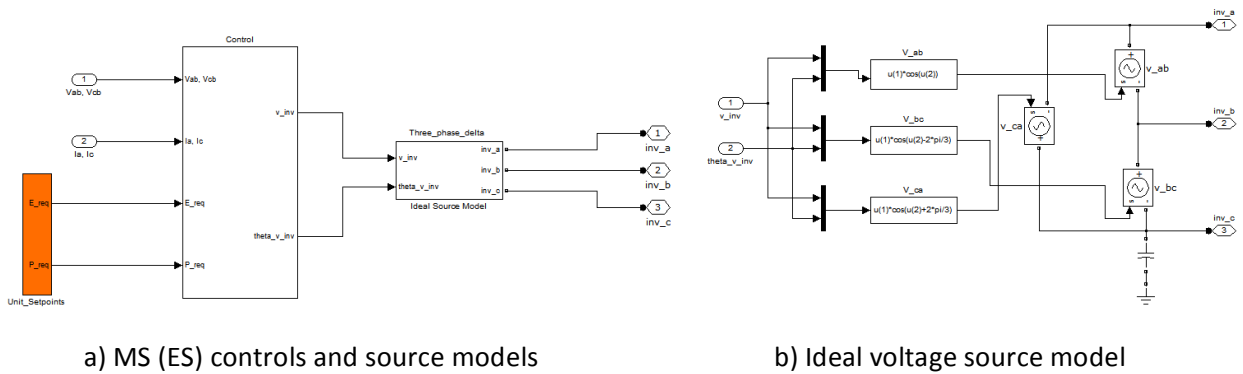 Control
1
Vab, Vcb
2
Ia, Ic
Vab, Vcb
Ia, Ic
E_req
P_req
v_inv
theta_v_inv
E_req
P_req
Unit_Setpoints
Three_phase_delta
v_inv
theta_v_inv
inv_a
inv_b
inv_c
Ideal Source Model
1
inv_a
2
inv_b
3
inv_c
a) MS (ES) controls and source models
1
v_inv
2
theta_v_inv
V_ab
u(1)*cos(u(2))
V_bc
u(1)*cos(u(2)-2*pi/3)
V_ca
u(1)*cos(u(2)+2*pi/3)
v_ca
v_ab
v_bc
inv_a
1
inv_b
2
inv_c
3
b) Ideal voltage source model